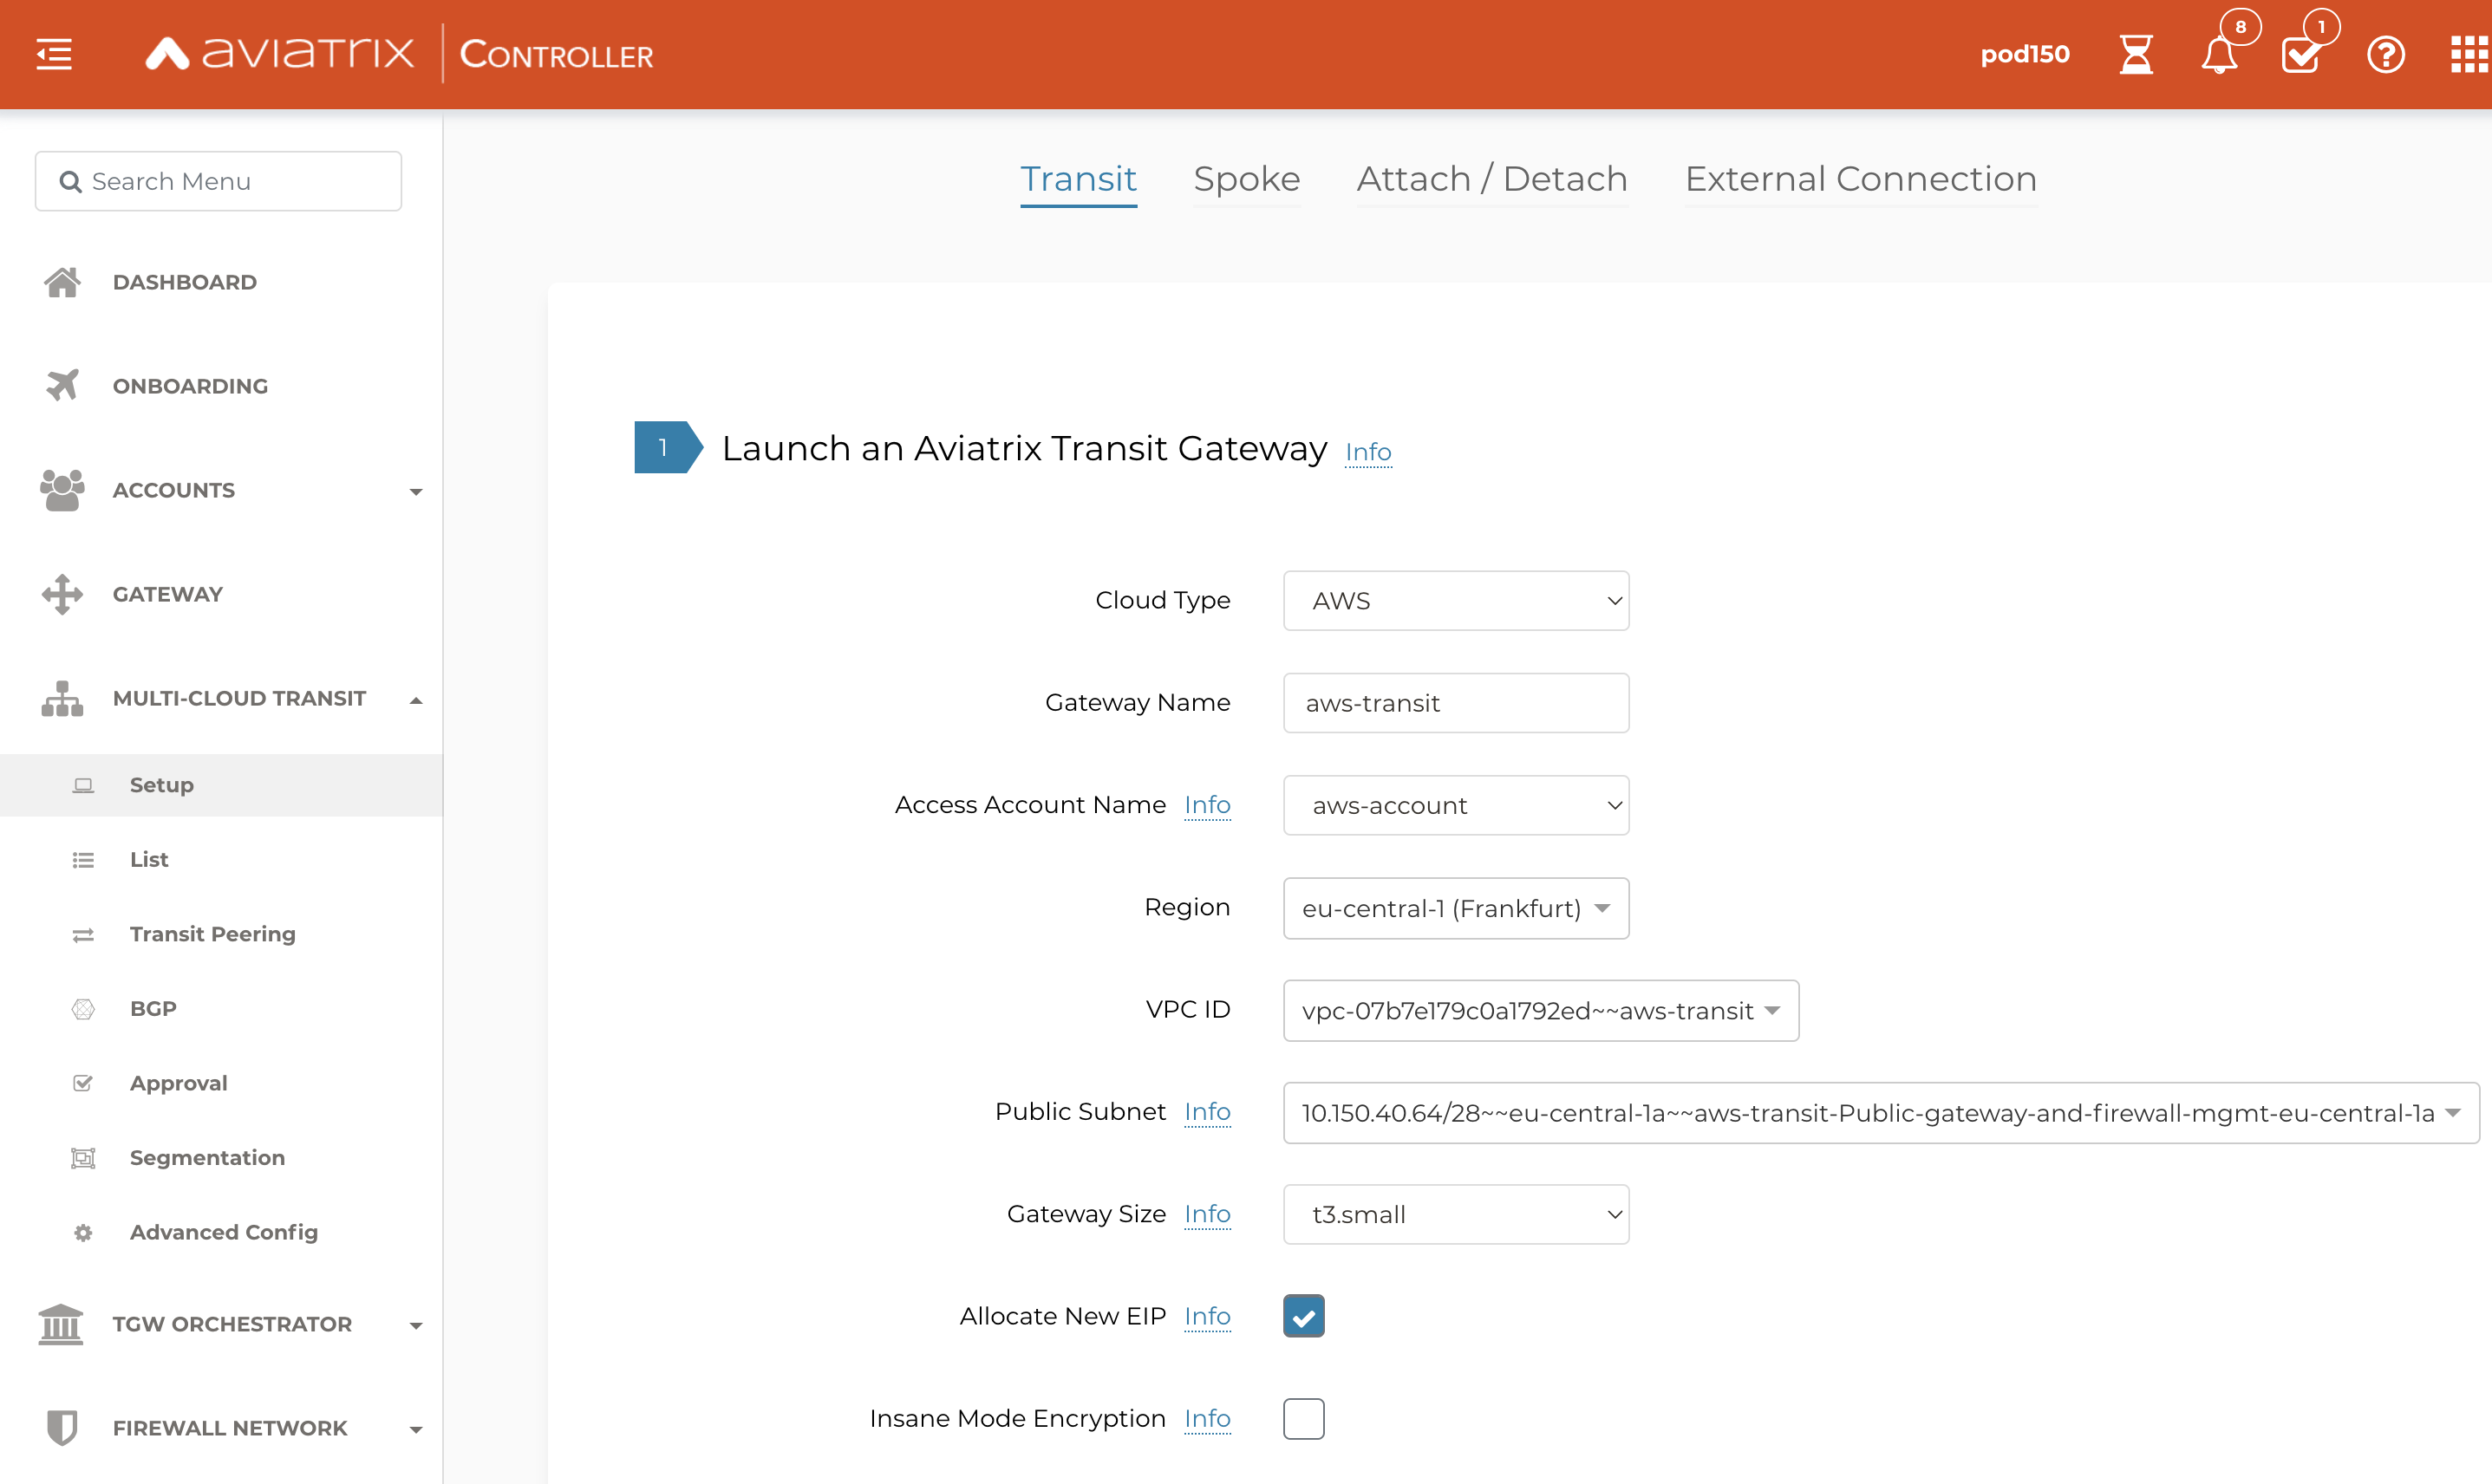 aviatrix
CONTROLLER
pod150
8
1
?
Search Menu
DASHBOARD
ONBOARDING
ACCOUNTS
GATEWAY
MULTI-CLOUD TRANSIT
Setup
List
Transit Peering
BGP
Approval
Segmentation
Advanced Config
TGW ORCHESTRATOR
FIREWALL NETWORK
Transit
Spoke
Attach / Detach
External Connection
1
Launch an Aviatrix Transit Gateway Info
Cloud Type
AWS
Gateway Name
aws-transit
Access Account Name Info
aws-account
Region
eu-central-1 (Frankfurt)
VPC ID
vpc-07b7e179c0a1792ed~~aws-transit
Public Subnet Info
10.150.40.64/28~~eu-central-1a~~aws-transit-Public-gateway-and-firewall-mgmt-eu-central-1a
Gateway Size Info
t3.small
Allocate New EIP Info
Insane Mode Encryption Info